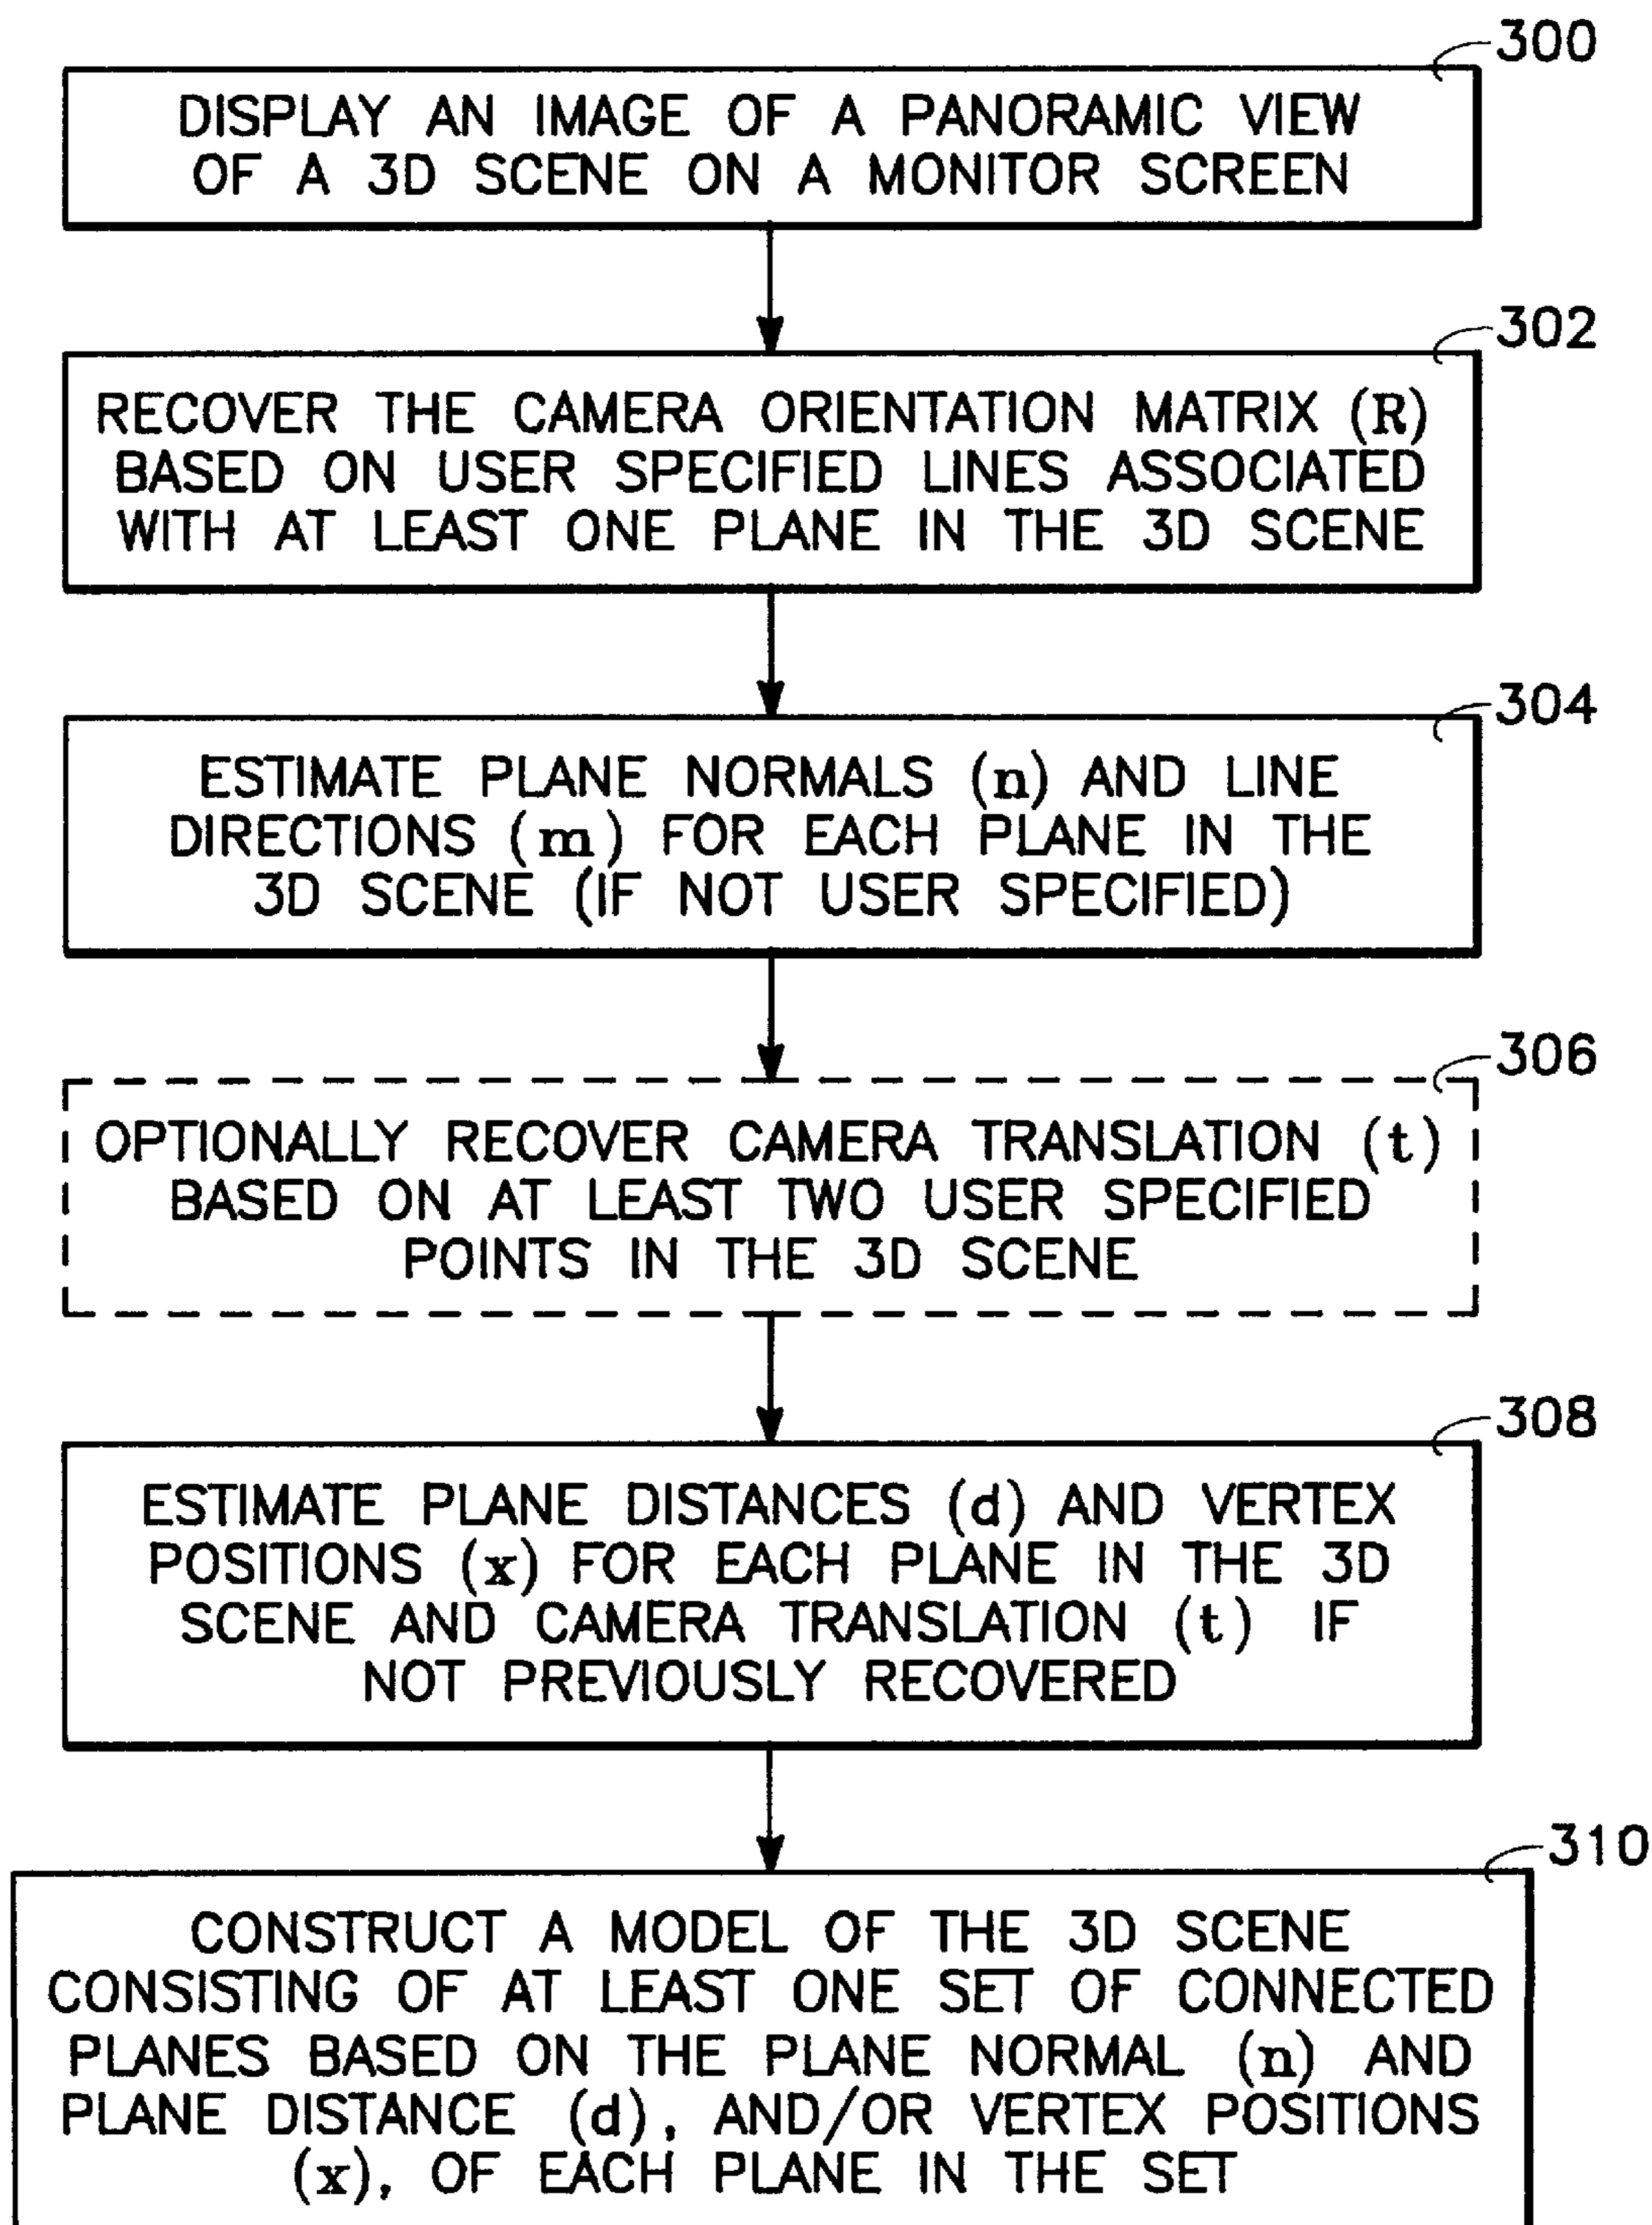 300
DISPLAY AN IMAGE OF A PANORAMIC VIEW
OF A 3D SCENE ON A MONITOR SCREEN
302
RECOVER THE CAMERA ORIENTATION MATRIX (R)
BASED ON USER SPECIFIED LINES ASSOCIATED
WITH AT LEAST ONE PLANE IN THE 3D SCENE
304
ESTIMATE PLANE NORMALS (n) AND LINE
DIRECTIONS (m) FOR EACH PLANE IN THE
3D SCENE (IF NOT USER SPECIFIED)
306
OPTIONALLY RECOVER CAMERA TRANSLATION (t)
BASED ON AT LEAST TWO USER SPECIFIED
POINTS IN THE 3D SCENE
308
ESTIMATE PLANE DISTANCES (d) AND VERTEX
POSITIONS (x) FOR EACH PLANE IN THE 3D
SCENE AND CAMERA TRANSLATION (t) IF
NOT PREVIOUSLY RECOVERED
310
CONSTRUCT A MODEL OF THE 3D SCENE
CONSISTING OF AT LEAST ONE SET OF CONNECTED
PLANES BASED ON THE PLANE NORMAL (n) AND
PLANE DISTANCE (d), AND/OR VERTEX POSITIONS
(x), OF EACH PLANE IN THE SET